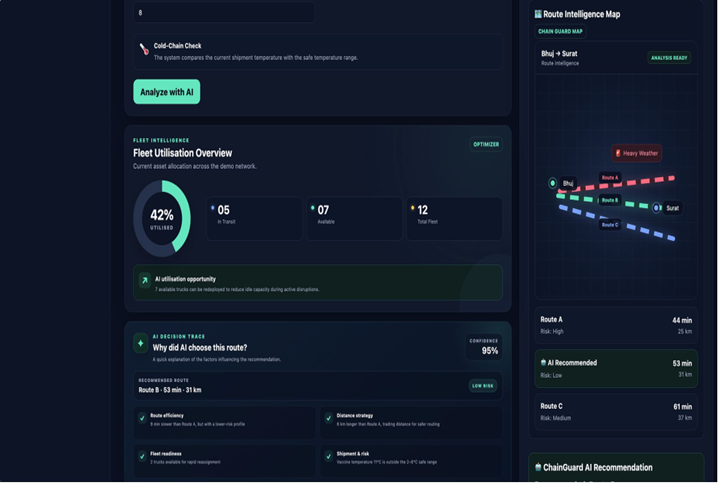 8
Cold-Chain Check
The system compares the current shipment temperature with the safe temperature range.
Analyze with AI
FLEET INTELLIGENCE
OPTIMIZER
Fleet Utilisation Overview
Current asset allocation across the demo network.
42%
UTILISED
05
In Transit
07
Available
12
Total Fleet
AI utilisation opportunity
7 available trucks can be redeployed to reduce idle capacity during active disruptions.
AI DECISION TRACE
Why did AI choose this route?
A quick explanation of the factors influencing the recommendation.
CONFIDENCE
95%
RECOMMENDED ROUTE
Route B · 53 min · 31 km
LOW RISK
Route efficiency
9 min slower than Route A, but with a lower-risk profile
Distance strategy
6 km longer than Route A, trading distance for safer routing
Fleet readiness
2 trucks available for rapid reassignment
Shipment & risk
Vaccine temperature 11°C is outside the 2–8°C safe range
Route Intelligence Map
CHAIN GUARD MAP
Bhuj → Surat
Route Intelligence
ANALYSIS READY
Heavy Weather
Route A
Bhuj
Route B
Surat
Route C
Route A
44 min
Risk: High
25 km
AI Recommended
53 min
Risk: Low
31 km
Route C
61 min
Risk: Medium
37 km
ChainGuard AI Recommendation